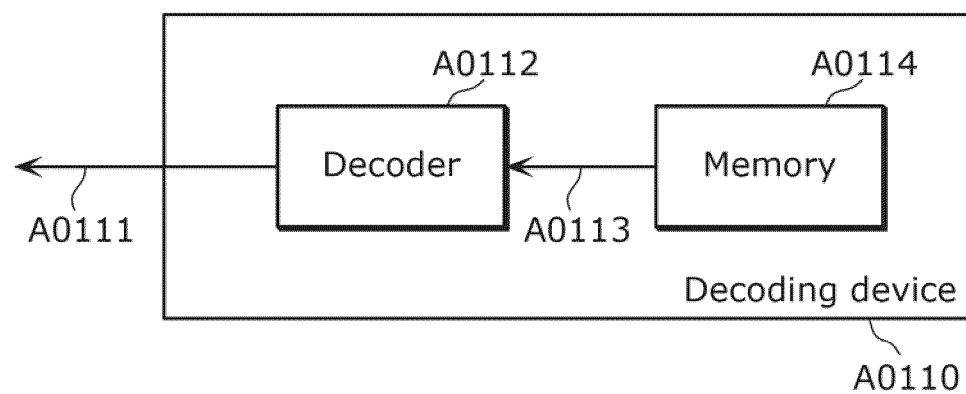 A0112
A0114
Decoder
Memory
A0111
A0113
Decoding device
A0110